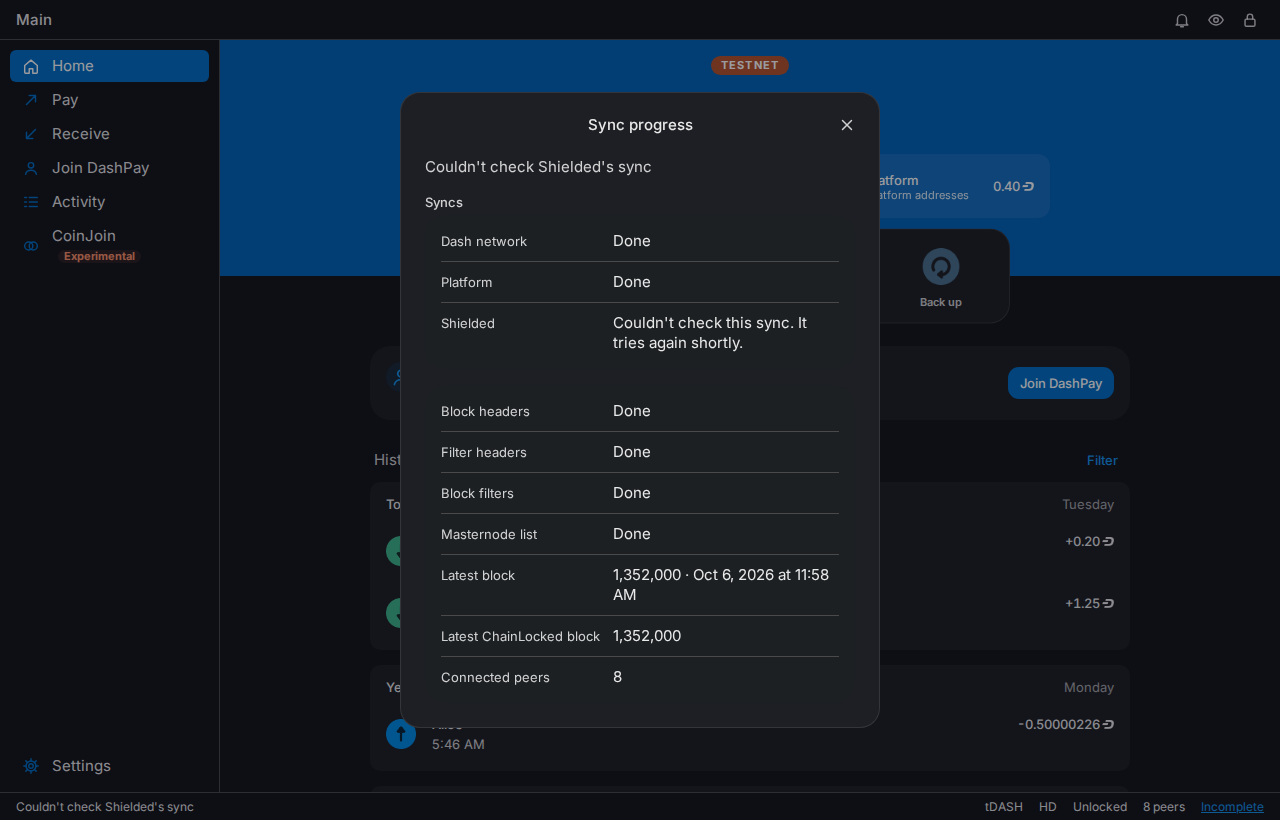 Main
Home
Pay
Receive
Join DashPay
Activity
CoinJoin
Experimental
Settings
TESTNET
atform
atform addresses
0.40
Back up
Join DashPay
Hist
Filter
To
Tuesday
+0.20
+1.25
Ye
Monday
-0.50000226
5:46 AM
Sync progress
Couldn't check Shielded's sync
Syncs
Dash network Done
Platform Done
Shielded Couldn't check this sync. It
tries again shortly.
Block headers Done
Filter headers Done
Block filters Done
Masternode list Done
Latest block 1,352,000 · Oct 6, 2026 at 11:58
AM
Latest ChainLocked block 1,352,000
Connected peers 8
Couldn't check Shielded's sync
tDASH HD Unlocked 8 peers Incomplete